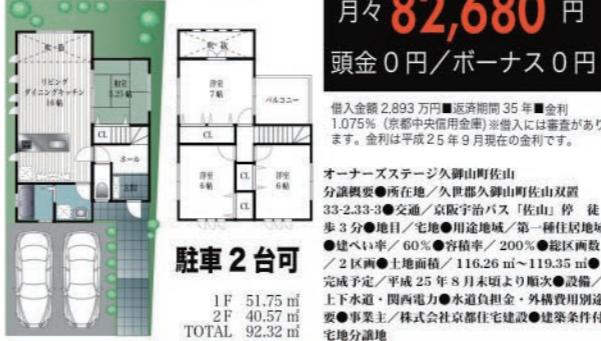 吹・抜
リビング
ダイニングキッチン
16帖
和室
5.25帖
CL
ホール
玄関
吹・抜
洋室
7帖
バルコニー
CL
洋室
6帖
CL
CL
洋室
6帖
駐車2台可
1F 51.75㎡
2F 40.57㎡
TOTAL 92.32㎡
月々82,680円
頭金0円/ボーナス0円
借入金額2,893万円■返済期間35年■金利
1.075%(京都中央信用金庫)※借入には審査があり
ます。金利は平成25年9月現在の金利です。
オーナーズステージ久御山町佐山
分譲概要●所在地/久世郡久御山町佐山双置
33-2.33-3●交通/京阪宇治バス「佐山」停 徒
歩3分●地目/宅地●用途地域/第一種住居地域
●建ぺい率/60%●容積率/200%●総区画数
/2区画●土地面積/116.26㎡~119.35㎡●
完成予定/平成25年8月末頃より順次●設備/
上下水道・関西電力●水道負担金・外構費用別途
要●事業主/株式会社京都住宅建設●建築条件付
宅地分譲地